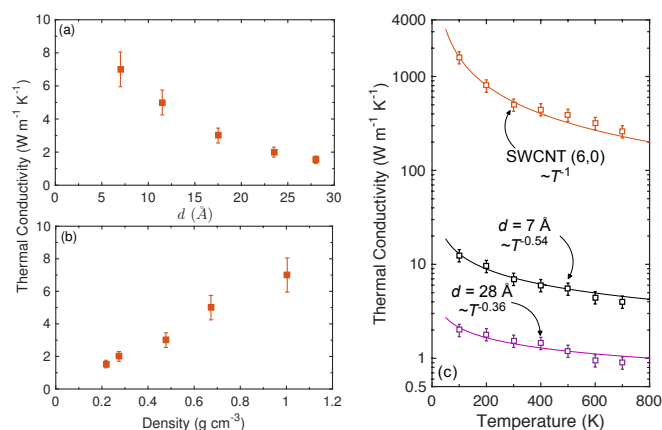 (a)
Thermal Conductivity (W m⁻¹ K⁻¹)
8
6
4
2
0
0 5 10 15 20 25 30
d (Å)
(b)
8
6
4
2
0
0 0.2 0.4 0.6 0.8 1 1.2
Density (g cm⁻³)
Thermal Conductivity (W m⁻¹ K⁻¹)
4000
1000
100
10
1
0.5
SWCNT (6,0)
~T⁻¹
d = 7 Å
~T⁻⁰·⁵⁴
d = 28 Å
~T⁻⁰·³⁶
(c)
0 200 400 600 800
Temperature (K)